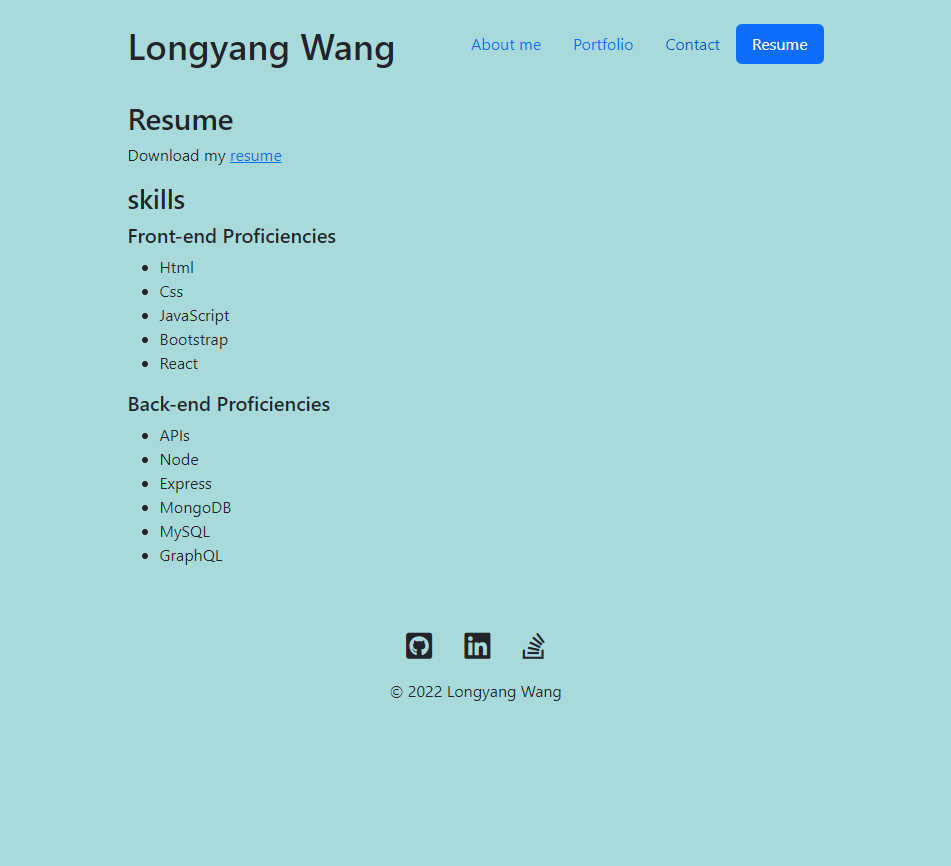 Longyang Wang
About me Portfolio Contact Resume
Resume
Download my resume
skills
Front-end Proficiencies
Html
Css
JavaScript
Bootstrap
React
Back-end Proficiencies
APIs
Node
Express
MongoDB
MySQL
GraphQL
in
© 2022 Longyang Wang